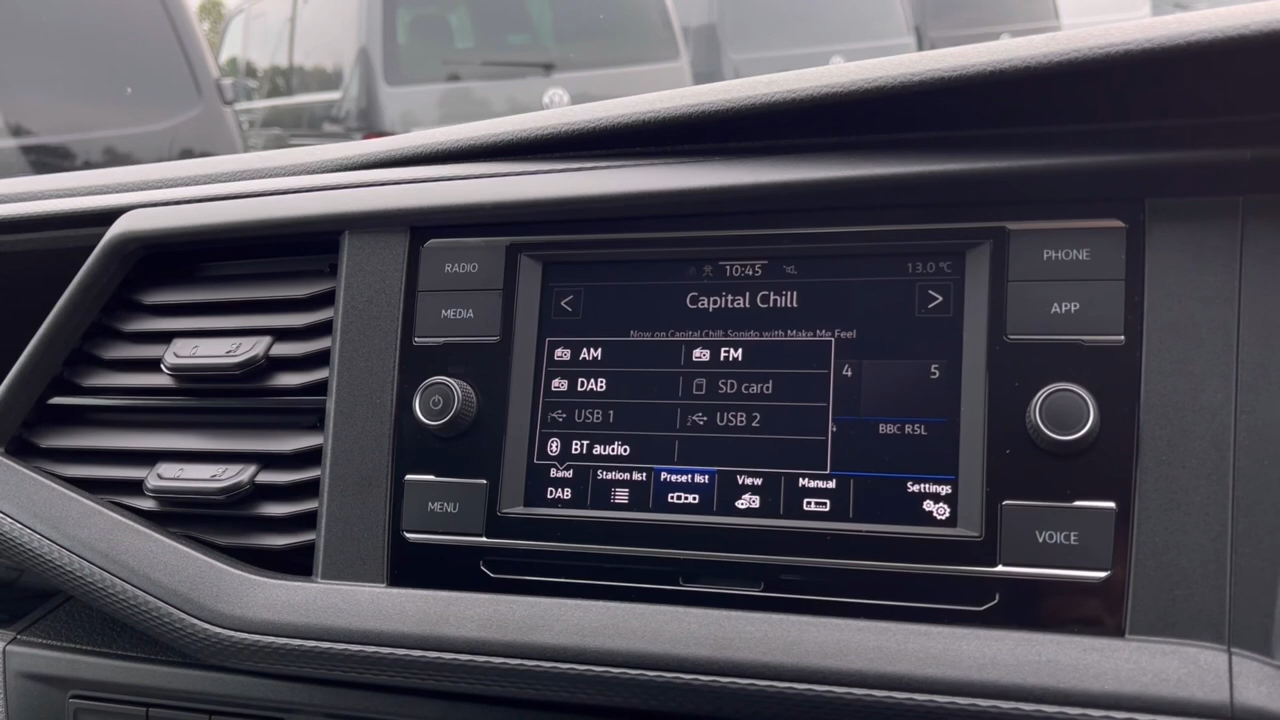 RADIO
MEDIA
MENU
10:45
13.0 °C
<
Capital Chill
>
Now on Capital Chill: Sonido with Make Me Feel
AM
FM
DAB
SD card
USB 1
USB 2
BT audio
4
5
BBC R5L
Band
DAB
Station list
Preset list
View
Manual
Settings
PHONE
APP
VOICE